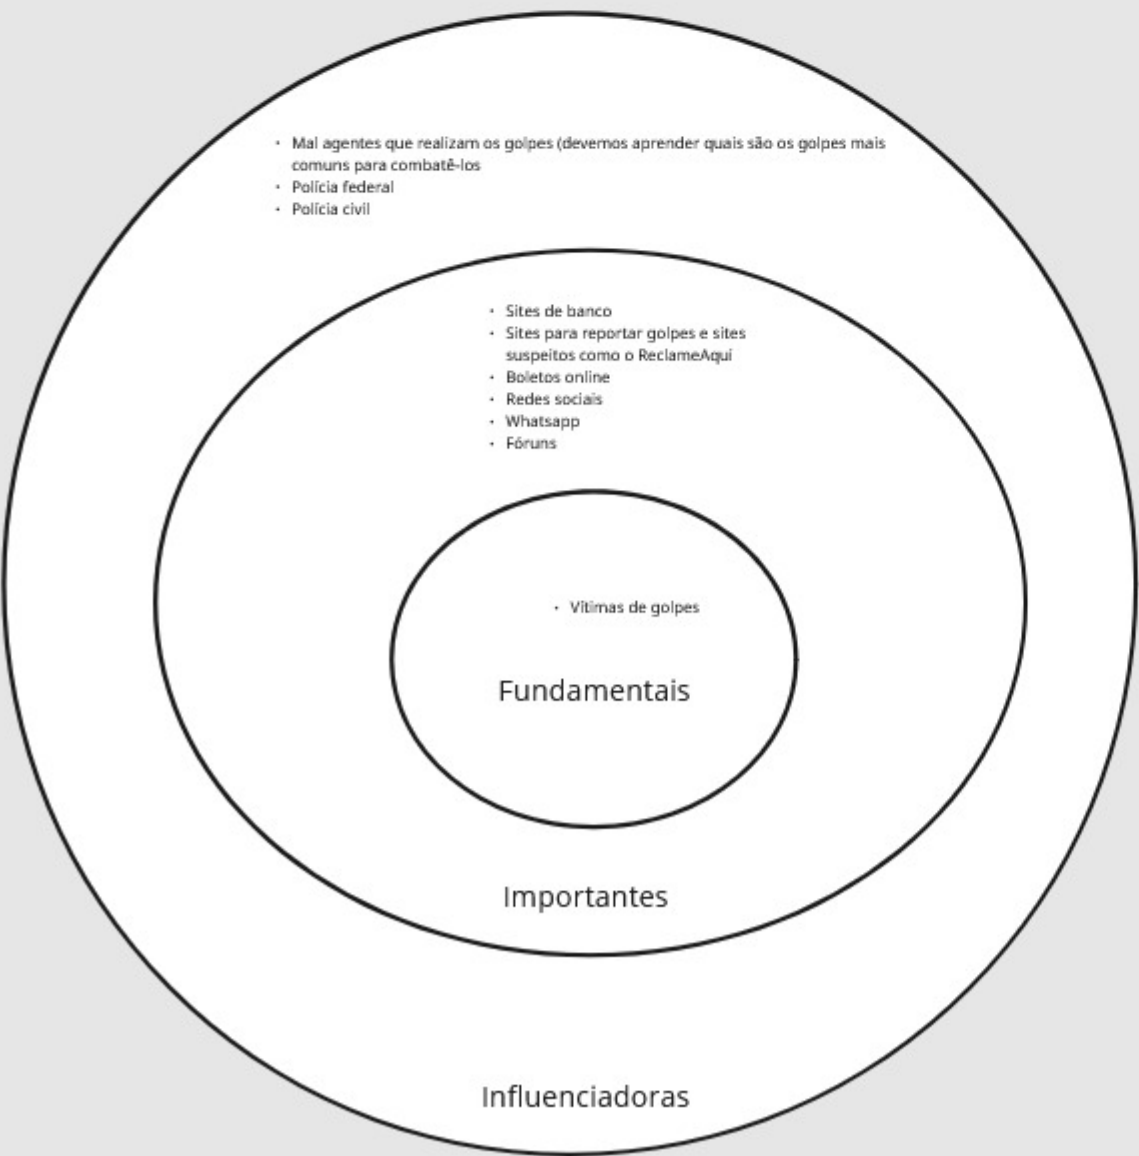 · Mal agentes que realizam os golpes (devemos aprender quais são os golpes mais
comuns para combatê-los
· Polícia federal
· Polícia civil
· Sites de banco
· Sites para reportar golpes e sites
suspeitos como o ReclameAqui
· Boletos online
· Redes sociais
· Whatsapp
· Fóruns
· Vítimas de golpes
Fundamentais
Importantes
Influenciadoras